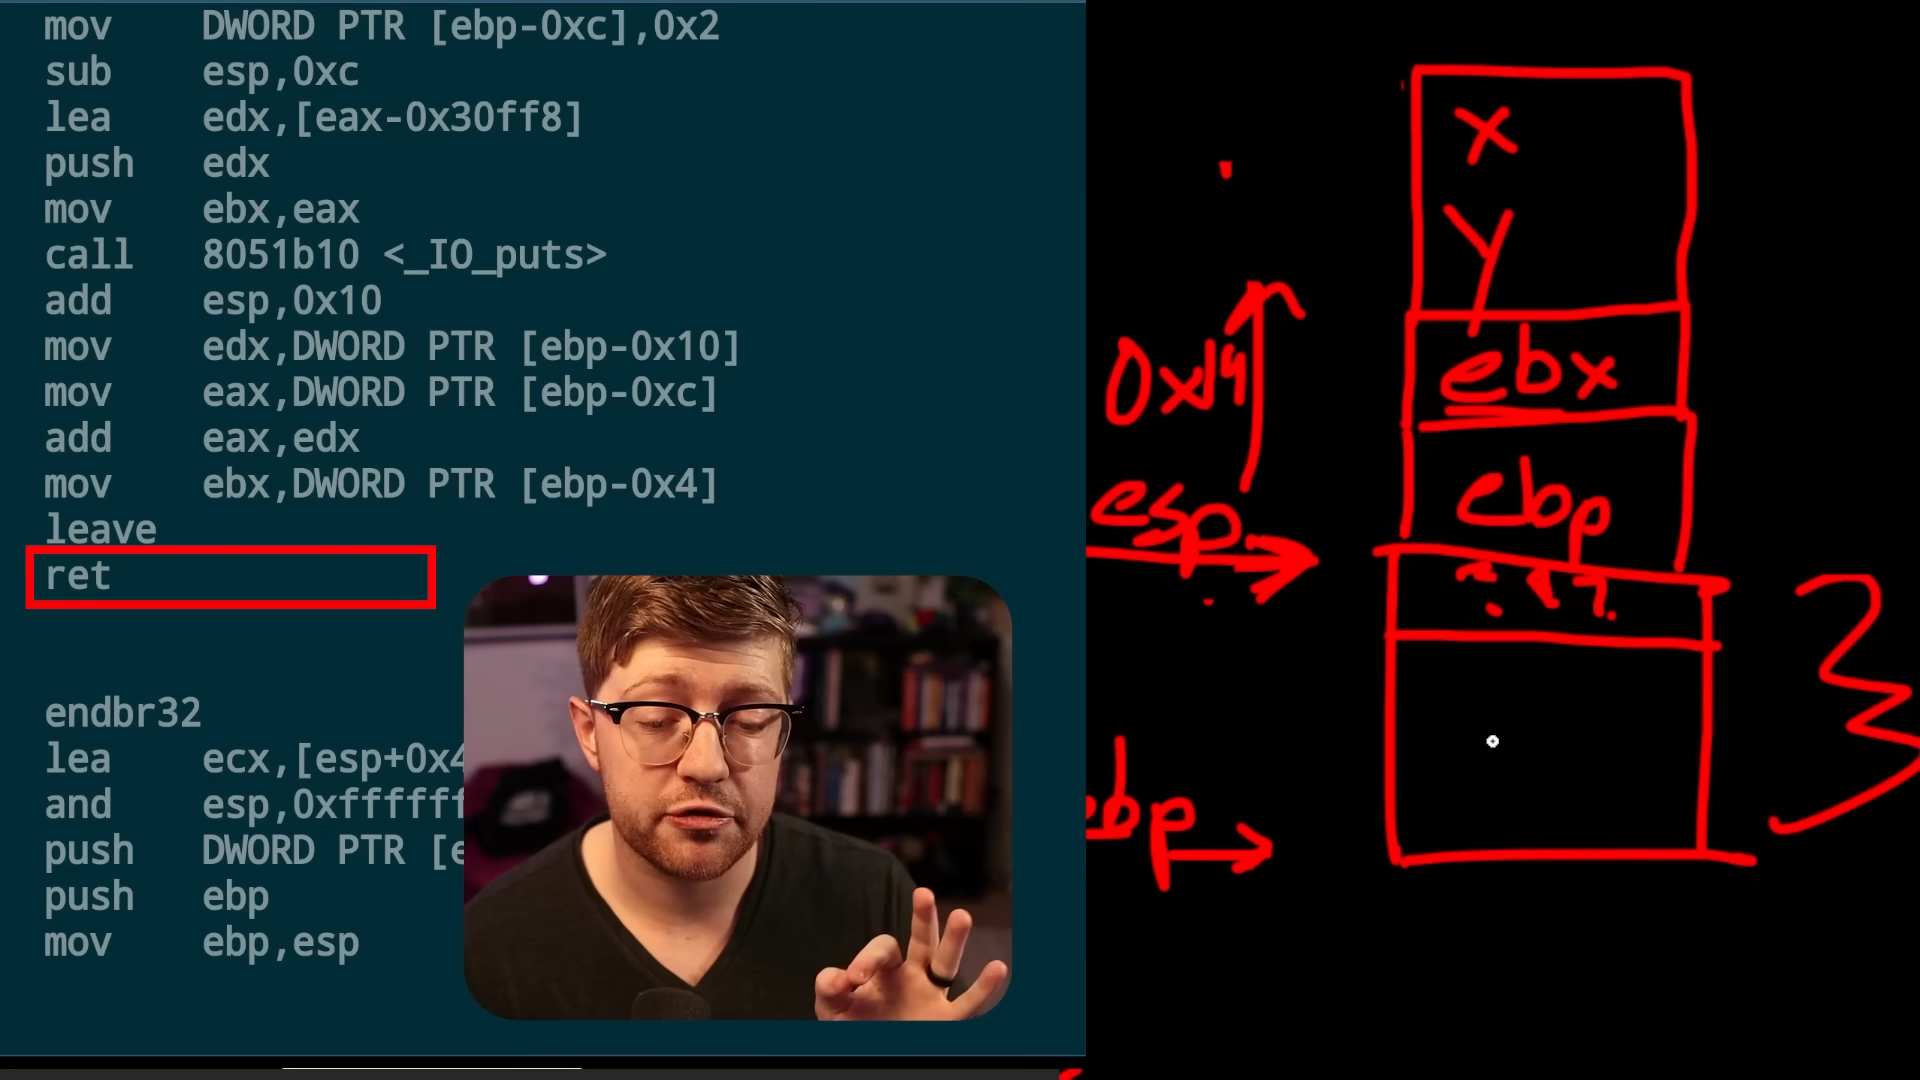 mov DWORD PTR [ebp-0xc],0x2
sub esp,0xc
lea edx,[eax-0x30ff8]
push edx
mov ebx,eax
call 8051b10 <_IO_puts>
add esp,0x10
mov edx,DWORD PTR [ebp-0x10]
mov eax,DWORD PTR [ebp-0xc]
add eax,edx
mov ebx,DWORD PTR [ebp-0x4]
leave
ret
endbr32
lea ecx,[esp+0x4
and esp,0xffffff
push DWORD PTR [e
push ebp
mov ebp,esp
x
y
ebx
0x14
ebp
esp
???
ebp